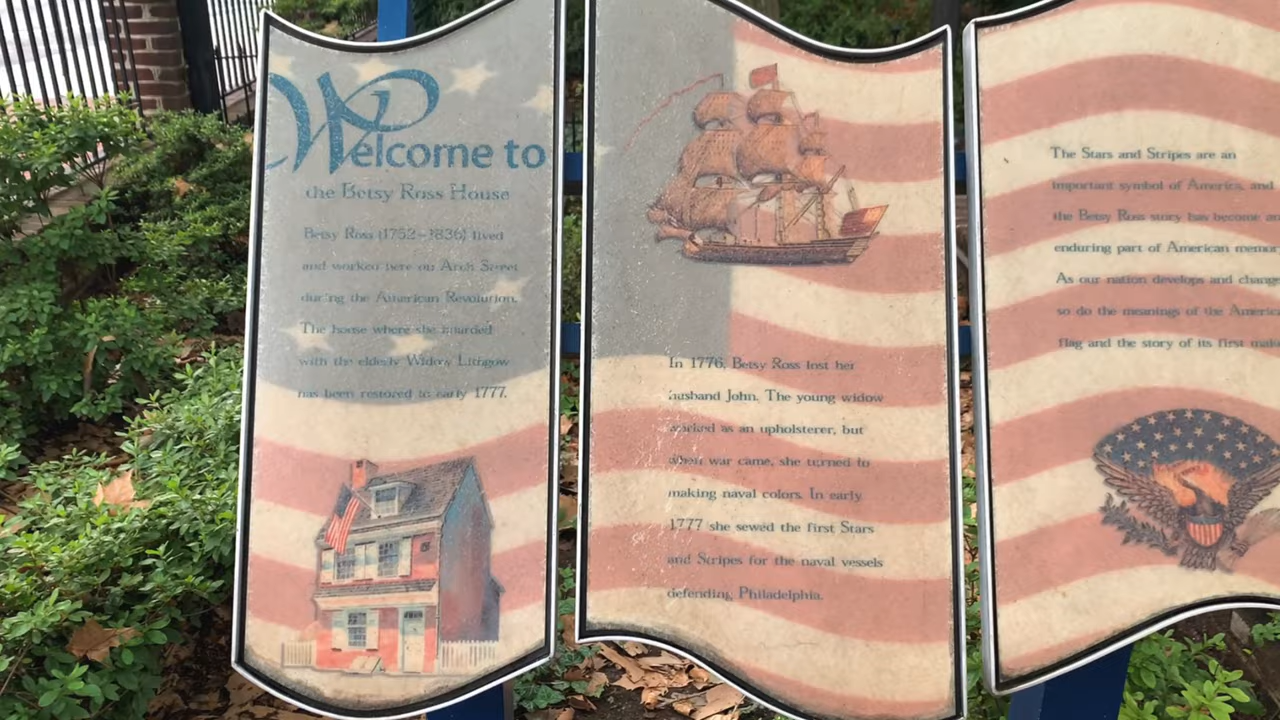 Welcome to
the Betsy Ross House
Betsy Ross (1752-1836) lived
and worked here on Arch Street
during the American Revolution.
The house where she boarded
with the elderly Widow Lithgow
has been restored to early 1777.
In 1776, Betsy Ross lost her
husband John. The young widow
worked as an upholsterer, but
when war came, she turned to
making naval colors. In early
1777 she sewed the first Stars
and Stripes for the naval vessels
defending Philadelphia.
The Stars and Stripes are an
important symbol of America, and
the Betsy Ross story has become an
enduring part of American
As our nation develops and
so do the meanings of the
flag and the story of its first